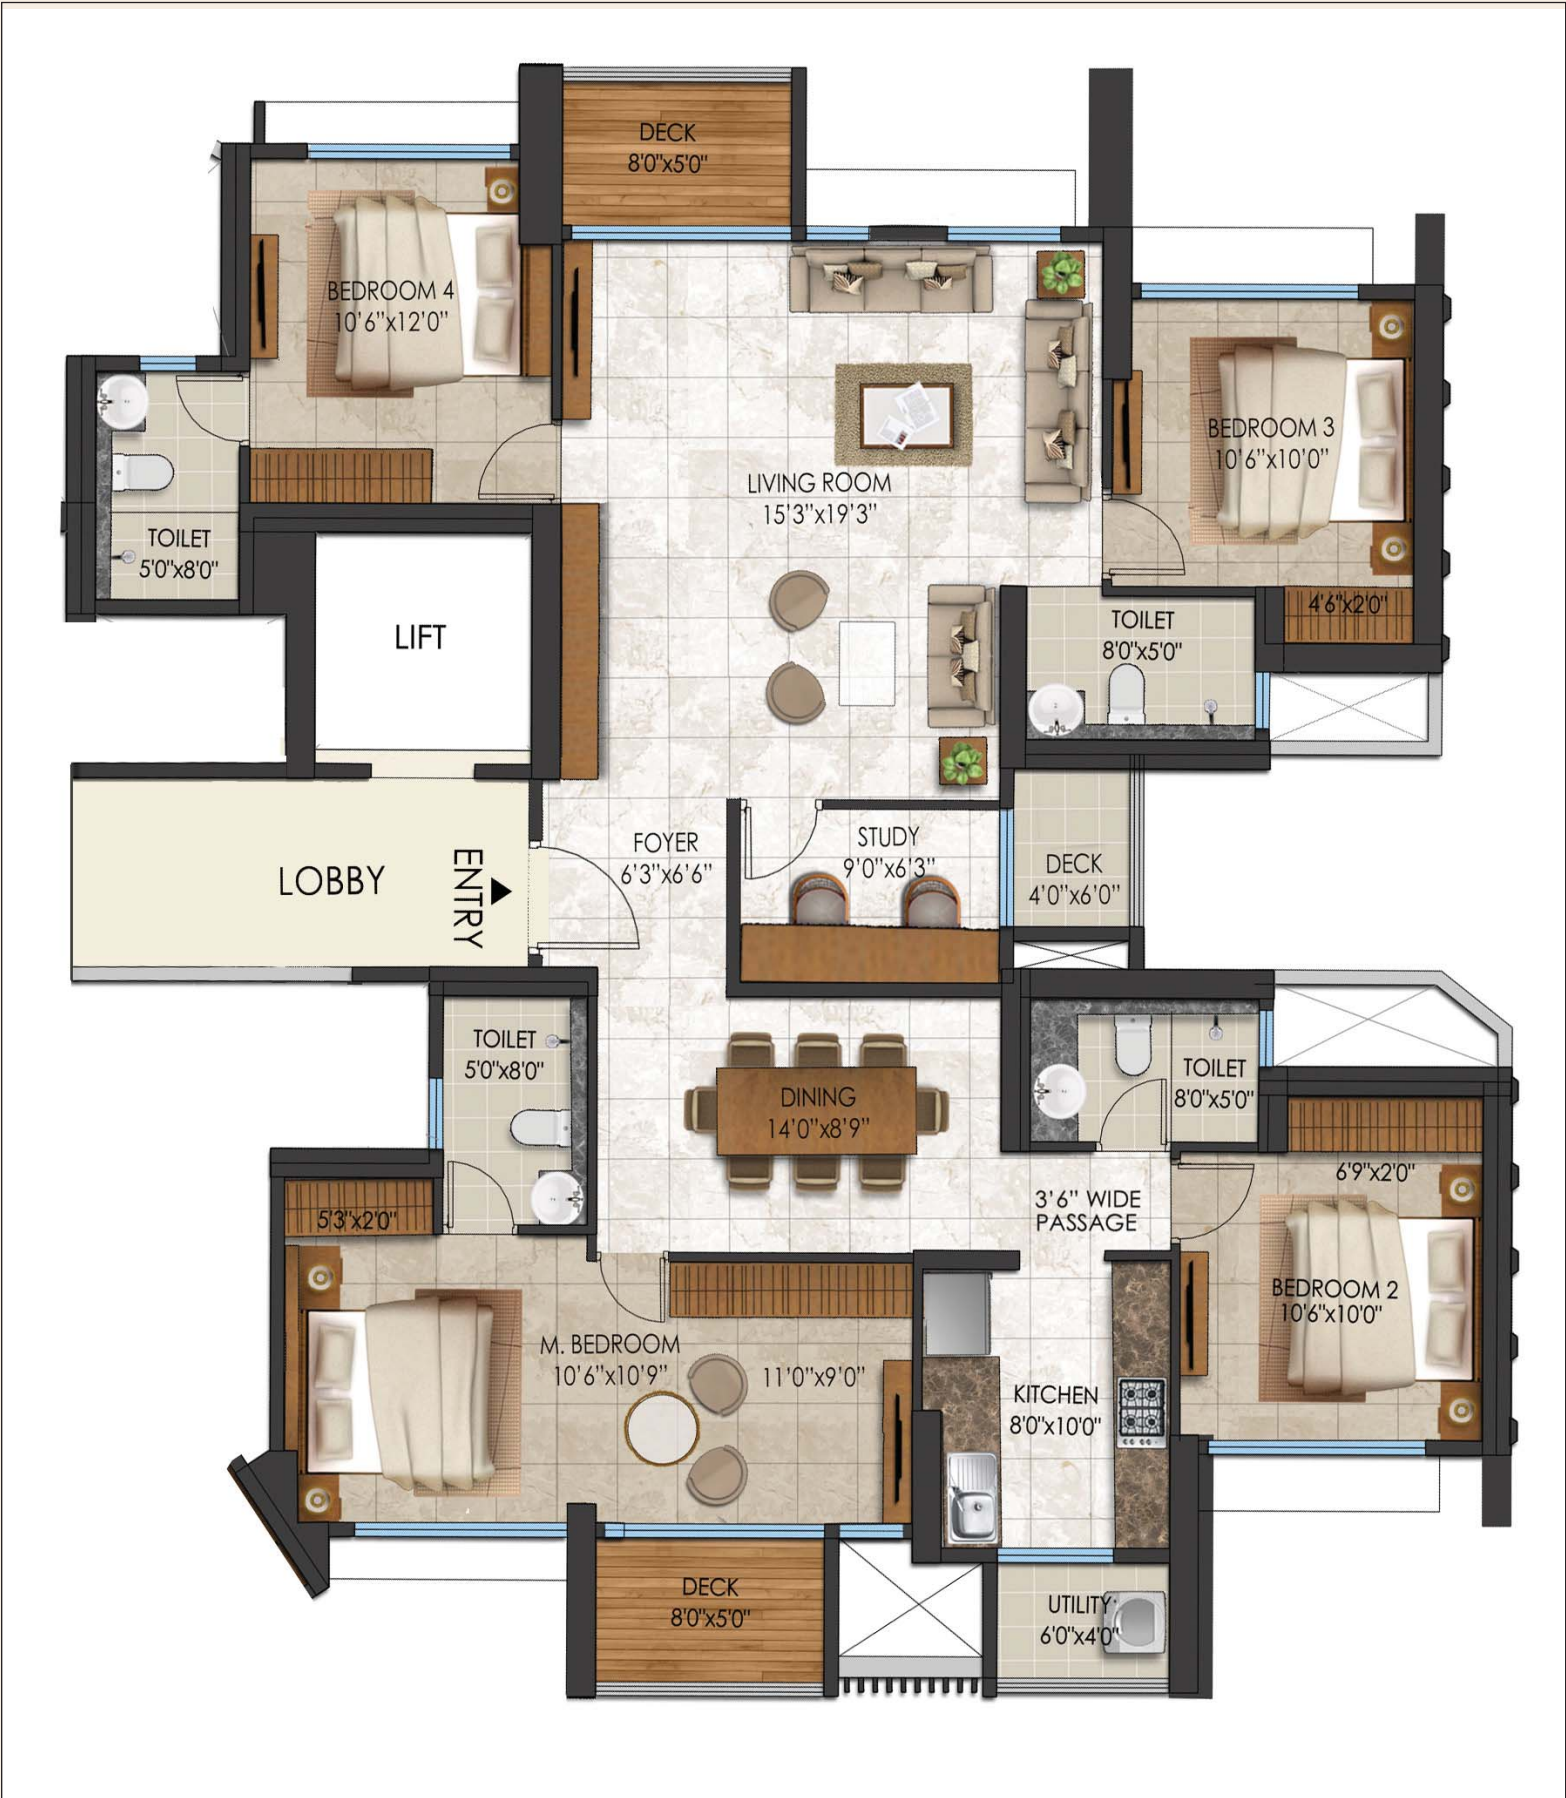 DECK
8'0"x5'0"
BEDROOM 4
10'6"x12'0"
BEDROOM 3
10'6"x10'0"
LIVING ROOM
15'3"x19'3"
TOILET
5'0"x8'0"
LIFT
4'6"x2'0"
TOILET
8'0"x5'0"
LOBBY
ENTRY
FOYER
6'3"x6'6"
STUDY
9'0"x6'3"
DECK
4'0"x6'0"
TOILET
5'0"x8'0"
DINING
14'0"x8'9"
TOILET
8'0"x5'0"
6'9"x2'0"
3'6" WIDE
PASSAGE
5'3"x2'0"
M. BEDROOM
10'6"x10'9"
11'0"x9'0"
BEDROOM 2
10'6"x10'0"
KITCHEN
8'0"x10'0"
DECK
8'0"x5'0"
UTILITY
6'0"x4'0"